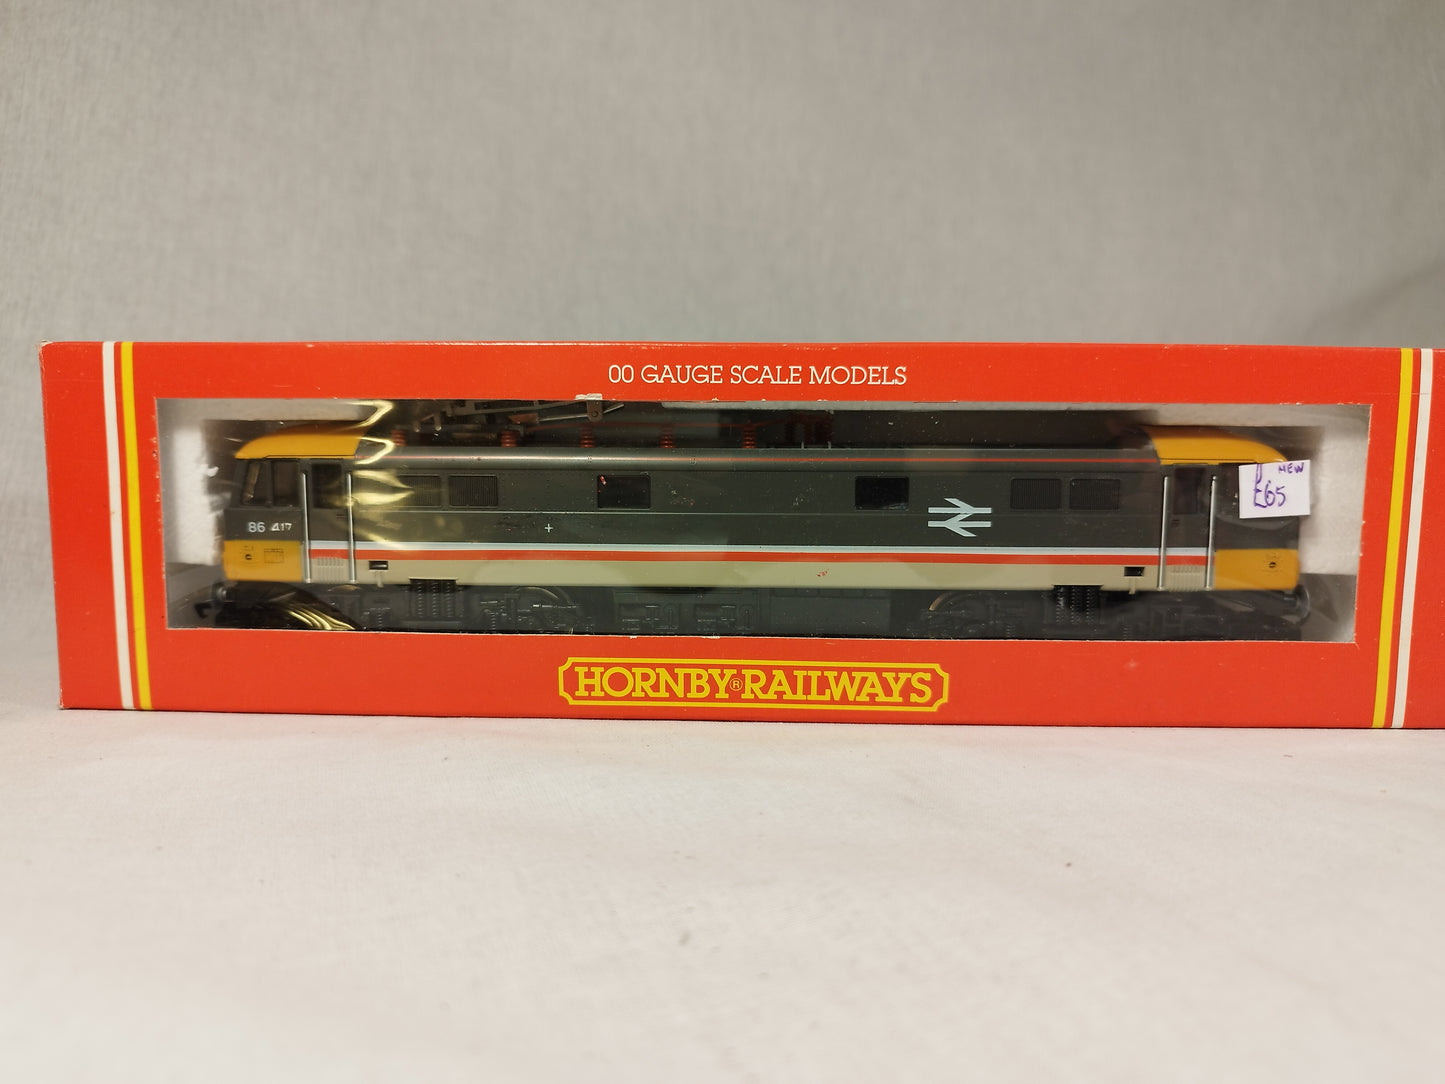 00 GAUGE SCALE MODELS
NEW
£65
86 417
HORNBY® RAILWAYS